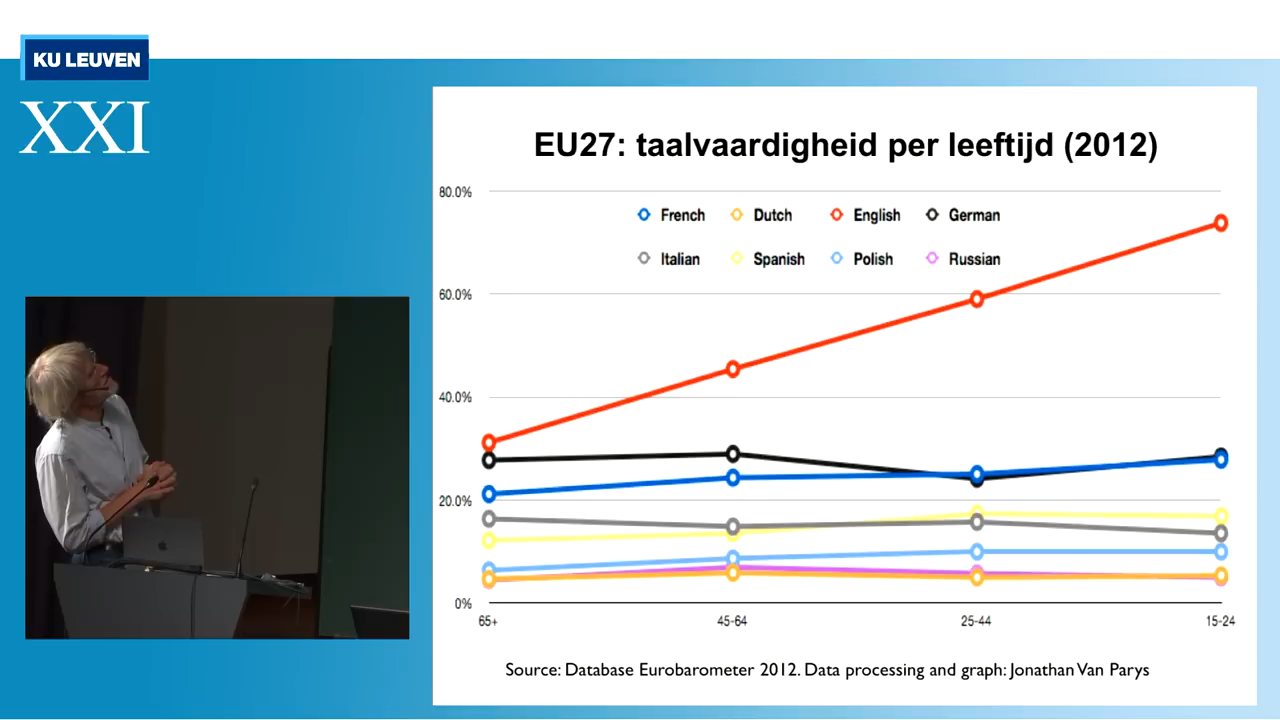 KU LEUVEN
XXI
EU27: taalvaardigheid per leeftijd (2012)
80.0%
French Dutch English German
Italian Spanish Polish Russian
60.0%
40.0%
20.0%
0%
65+ 45-64 25-44 15-24
Source: Database Eurobarometer 2012. Data processing and graph: Jonathan Van Parys